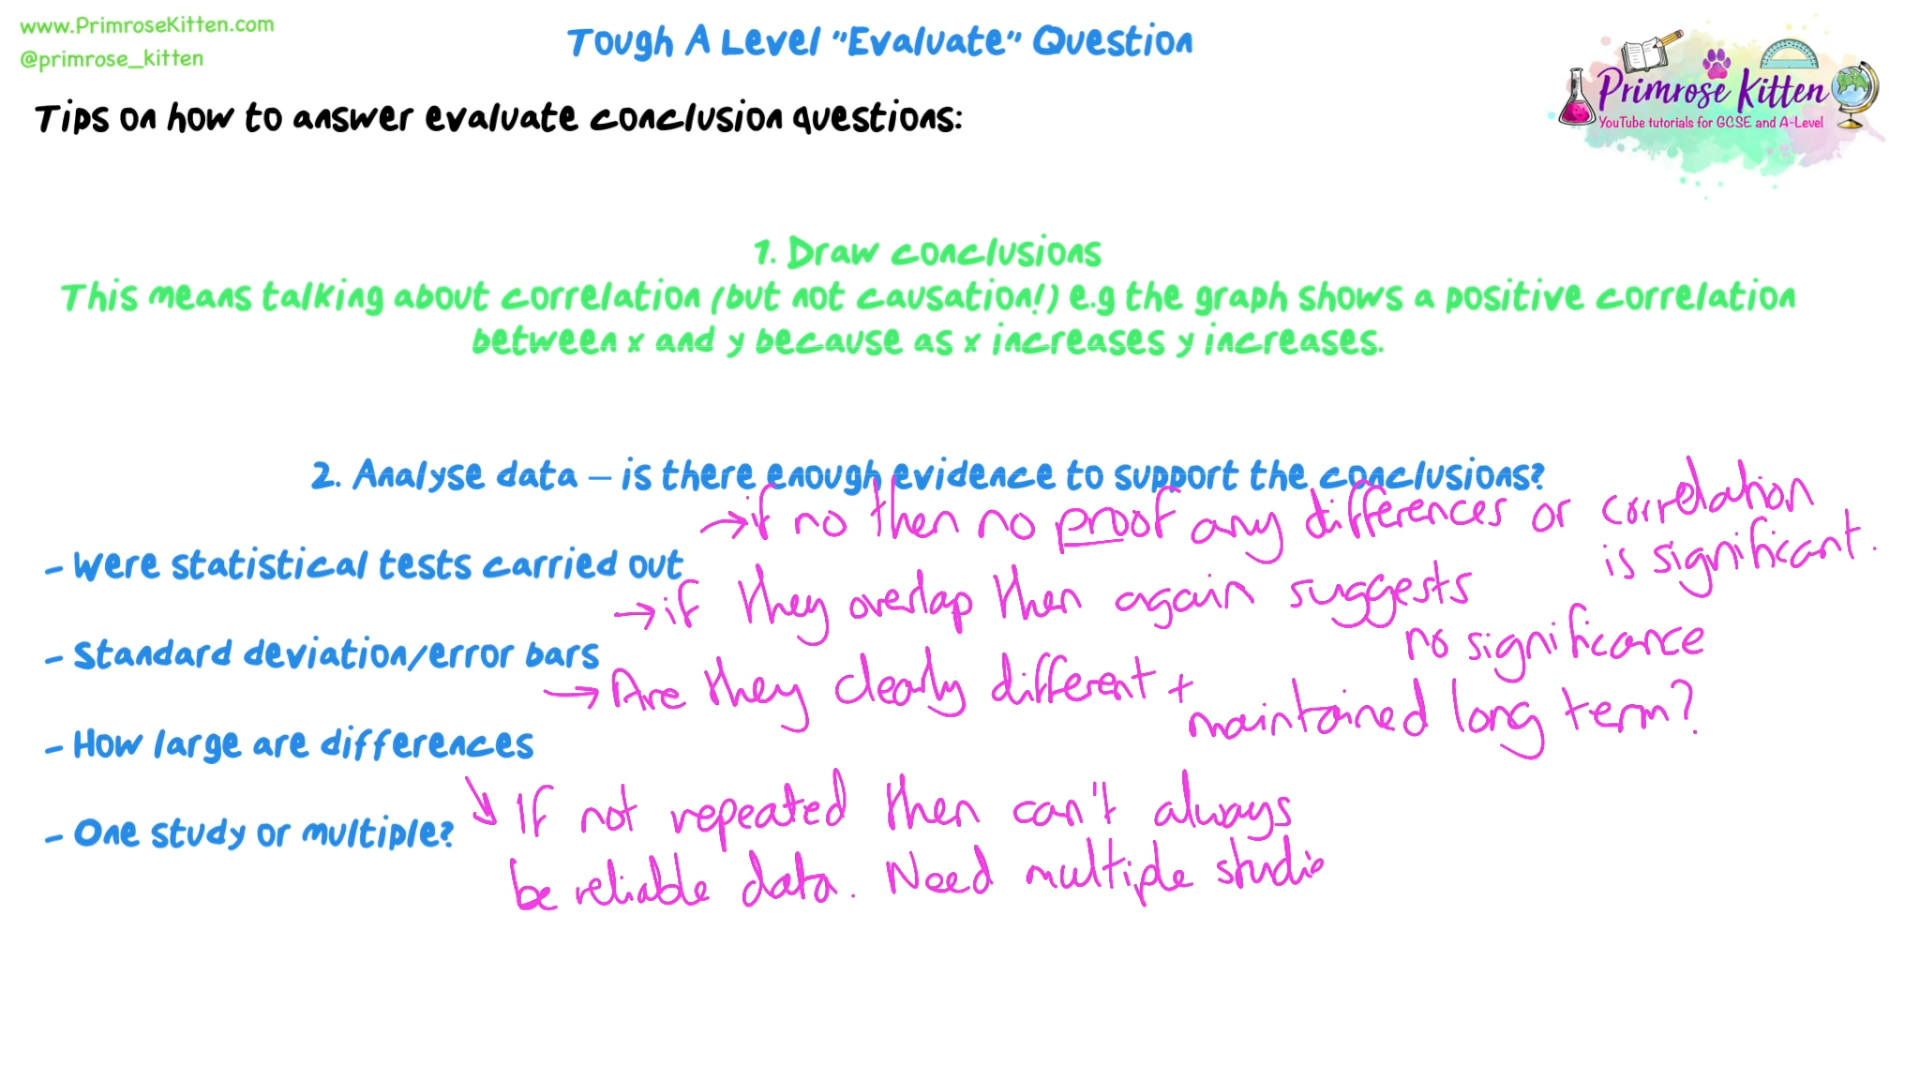 www.PrimroseKitten.com
@primrose_kitten
Tough A Level "Evaluate" Question
Primrose Kitten
YouTube tutorials for GCSE and A-Level
Tips on how to answer evaluate conclusion questions:
1. Draw conclusions
This means talking about correlation (but not causation!) e.g the graph shows a positive correlation
between x and y because as x increases y increases.
2. Analyse data – is there enough evidence to support the conclusions?
→if no then no proof any differences or correlation
is significant.
- Were statistical tests carried out
→if they overlap then again suggests
no significance
- Standard deviation/error bars
→ Are they clearly different +
maintained long term?
- How large are differences
↘ If not repeated then can't always
- One study or multiple?
be reliable data. Need multiple studie